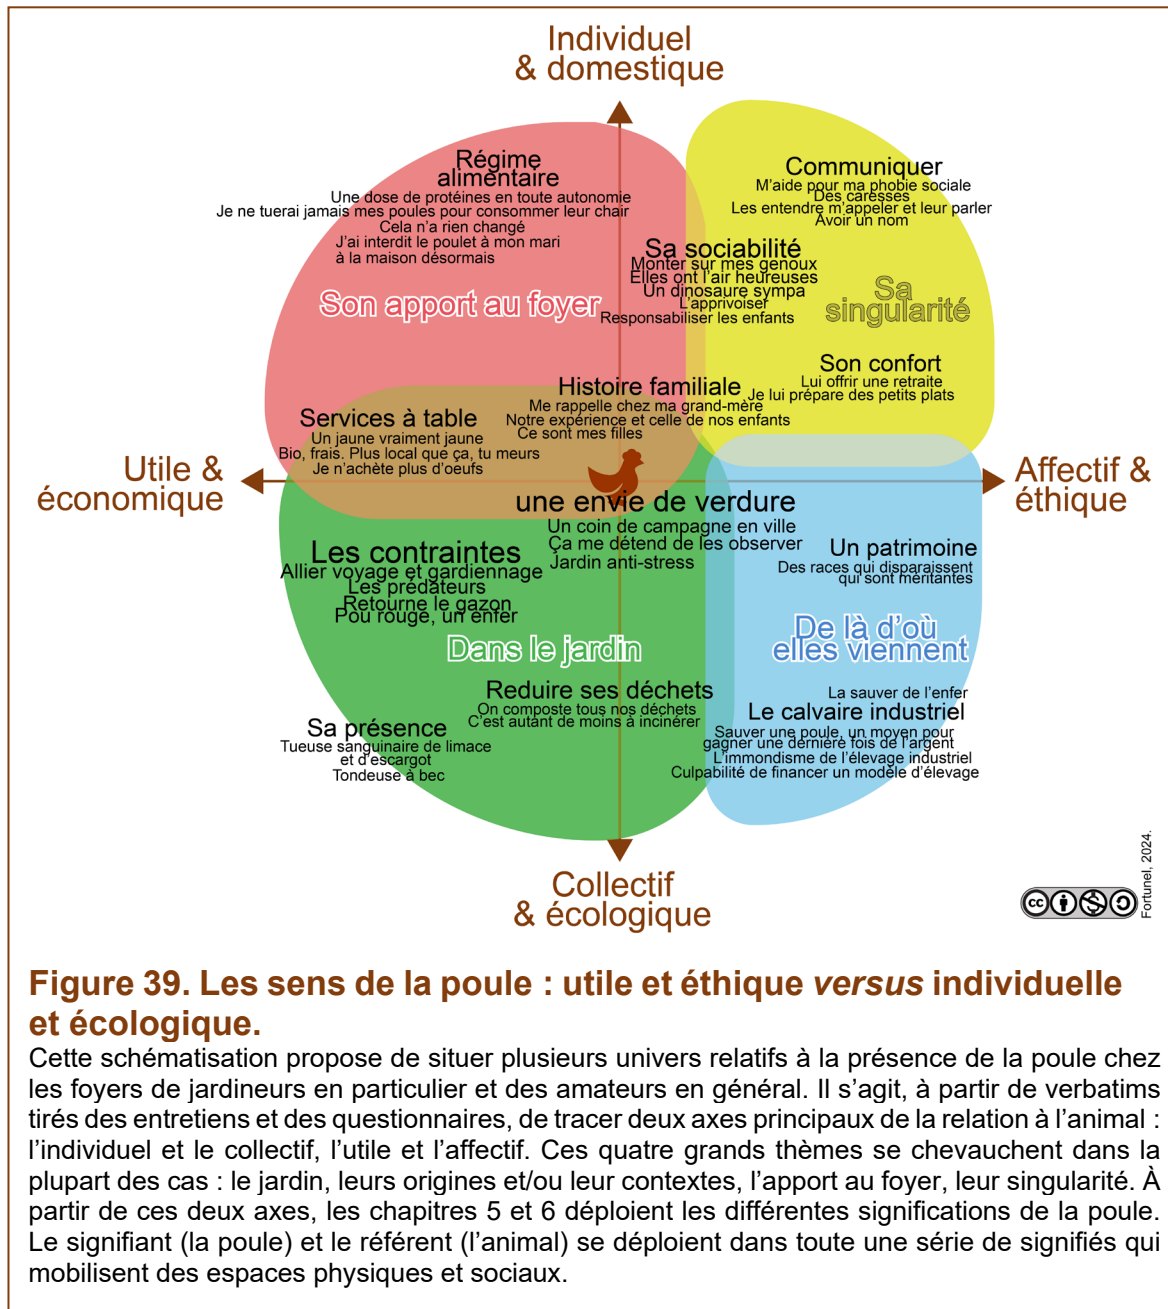 Individuel
& domestique
Régime
alimentaire
Une dose de protéines en toute autonomie
Je ne tuerai jamais mes poules pour consommer leur chair
Cela n'a rien changé
J'ai interdit le poulet à mon mari
à la maison désormais
Son apport au foyer
Communiquer
M'aide pour ma phobie sociale
Des caresses
Les entendre m'appeler et leur parler
Avoir un nom
Sa sociabilité
Monter sur mes genoux
Elles ont l'air heureuses
Un dinosaure sympa
L'apprivoiser
Responsabiliser les enfants
Sa
singularité
Son confort
Lui offrir une retraite
Je lui prépare des petits plats
Histoire familiale
Me rappelle chez ma grand-mère
Notre expérience et celle de nos enfants
Ce sont mes filles
Services à table
Un jaune vraiment jaune
Bio, frais. Plus local que ça, tu meurs
Je n'achète plus d'oeufs
Utile &
économique
Affectif &
éthique
une envie de verdure
Un coin de campagne en ville
Ça me détend de les observer
Jardin anti-stress
Les contraintes
Allier voyage et gardiennage
Les prédateurs
Retourne le gazon
Pou rouge, un enfer
Un patrimoine
Des races qui disparaissent
qui sont méritantes
Dans le jardin
De là d'où
elles viennent
Reduire ses déchets
On composte tous nos déchets
C'est autant de moins à incinérer
Sa présence
Tueuse sanguinaire de limace
et d'escargot
Tondeuse à bec
La sauver de l'enfer
Le calvaire industriel
Sauver une poule, un moyen pour
gagner une dernière fois de l'argent
L'immondisme de l'élevage industriel
Culpabilité de financer un modèle d'élevage
Collectif
& écologique
cc
Fortunel, 2024.
Figure 39. Les sens de la poule : utile et éthique versus individuelle
et écologique.
Cette schématisation propose de situer plusieurs univers relatifs à la présence de la poule chez
les foyers de jardineurs en particulier et des amateurs en général. Il s'agit, à partir de verbatims
tirés des entretiens et des questionnaires, de tracer deux axes principaux de la relation à l'animal :
l'individuel et le collectif, l'utile et l'affectif. Ces quatre grands thèmes se chevauchent dans la
plupart des cas : le jardin, leurs origines et/ou leur contextes, l'apport au foyer, leur singularité. À
partir de ces deux axes, les chapitres 5 et 6 déploient les différentes significations de la poule.
Le signifiant (la poule) et le référent (l'animal) se déploient dans toute une série de signifiés qui
mobilisent des espaces physiques et sociaux.